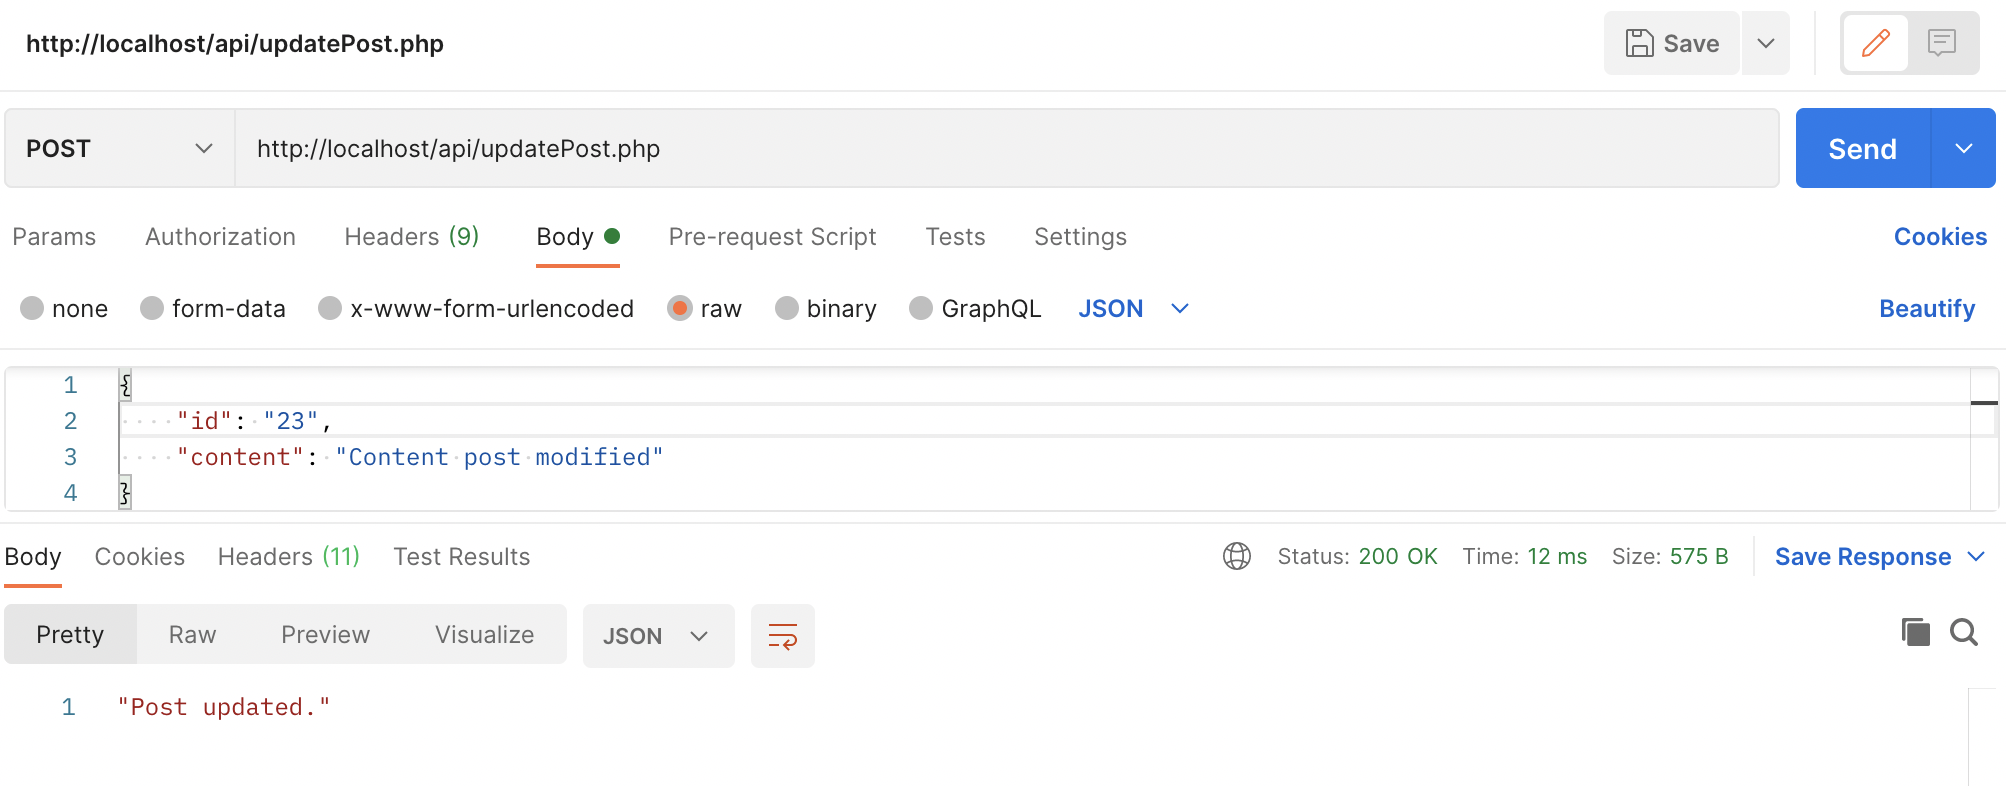 http://localhost/api/updatePost.php Save
POST http://localhost/api/updatePost.php Send
Params Authorization Headers (9) Body Pre-request Script Tests Settings Cookies
none form-data x-www-form-urlencoded raw binary GraphQL JSON Beautify
1 {
2 "id": "23",
3 "content": "Content post modified"
4 }
Body Cookies Headers (11) Test Results Status: 200 OK Time: 12 ms Size: 575 B Save Response
Pretty Raw Preview Visualize JSON
1 "Post updated."